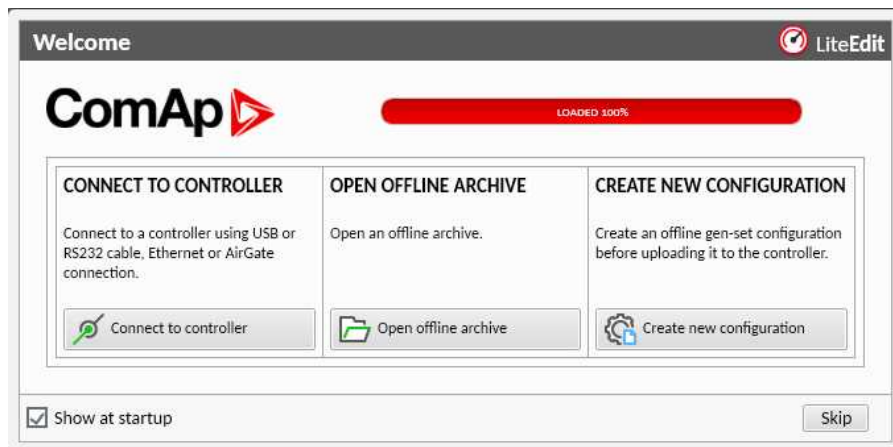 Welcome
LiteEdit
ComAp
LOADED 100%
CONNECT TO CONTROLLER
Connect to a controller using USB or
RS232 cable, Ethernet or AirGate
connection.
Connect to controller
OPEN OFFLINE ARCHIVE
Open an offline archive.
Open offline archive
CREATE NEW CONFIGURATION
Create an offline gen-set configuration
before uploading it to the controller.
Create new configuration
Show at startup
Skip